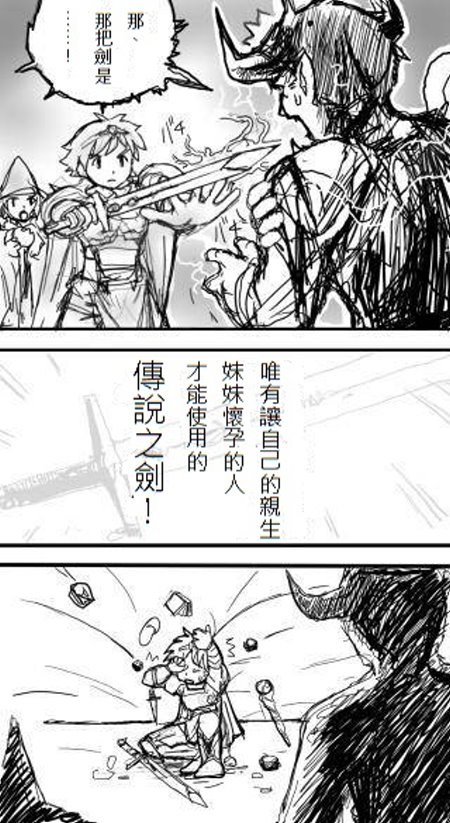 那、
那把劍是
……！
唯有讓自己的親生
妹妹懷孕的人
才能使用的
傳說之劍！